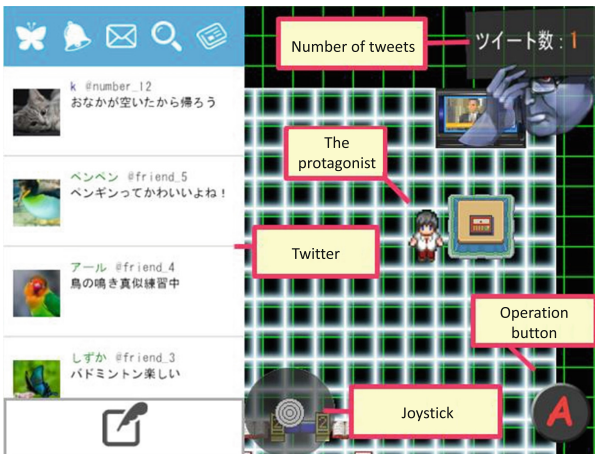 k #number_12
おなかが空いたから帰ろう
ペンペン #friend_5
ペンギンってかわいいよね!
アール #friend_4
鳥の鳴き真似練習中
しずか #friend_3
バドミントン楽しい
Number of tweets
ツイート数:1
The
protagonist
Twitter
Operation
button
Joystick
A